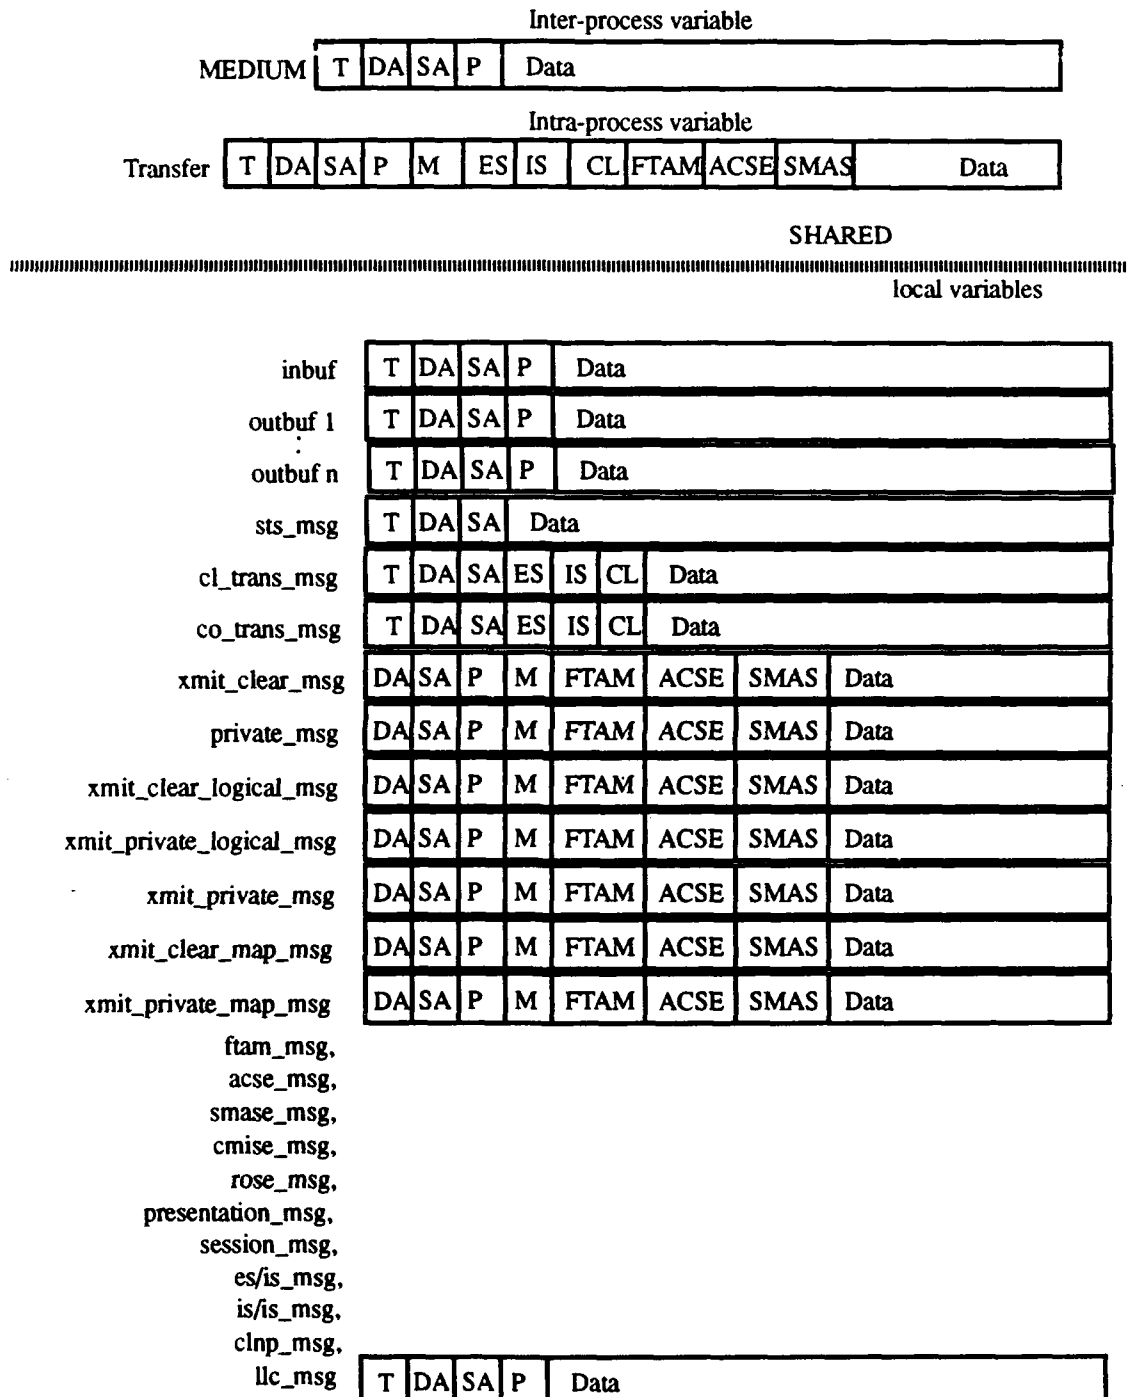 Inter-process variable
MEDIUM T DA SA P Data
Intra-process variable
Transfer T DA SA P M ES IS CL FTAM ACSE SMAS Data
SHARED
local variables
inbuf T DA SA P Data
outbuf 1 T DA SA P Data
outbuf n T DA SA P Data
sts_msg T DA SA Data
cl_trans_msg T DA SA ES IS CL Data
co_trans_msg T DA SA ES IS CL Data
xmit_clear_msg DA SA P M FTAM ACSE SMAS Data
private_msg DA SA P M FTAM ACSE SMAS Data
xmit_clear_logical_msg DA SA P M FTAM ACSE SMAS Data
xmit_private_logical_msg DA SA P M FTAM ACSE SMAS Data
xmit_private_msg DA SA P M FTAM ACSE SMAS Data
xmit_clear_map_msg DA SA P M FTAM ACSE SMAS Data
xmit_private_map_msg DA SA P M FTAM ACSE SMAS Data
ftam_msg,
acse_msg,
smase_msg,
cmise_msg,
rose_msg,
presentation_msg,
session_msg,
es/is_msg,
is/is_msg,
clnp_msg,
llc_msg T DA SA P Data